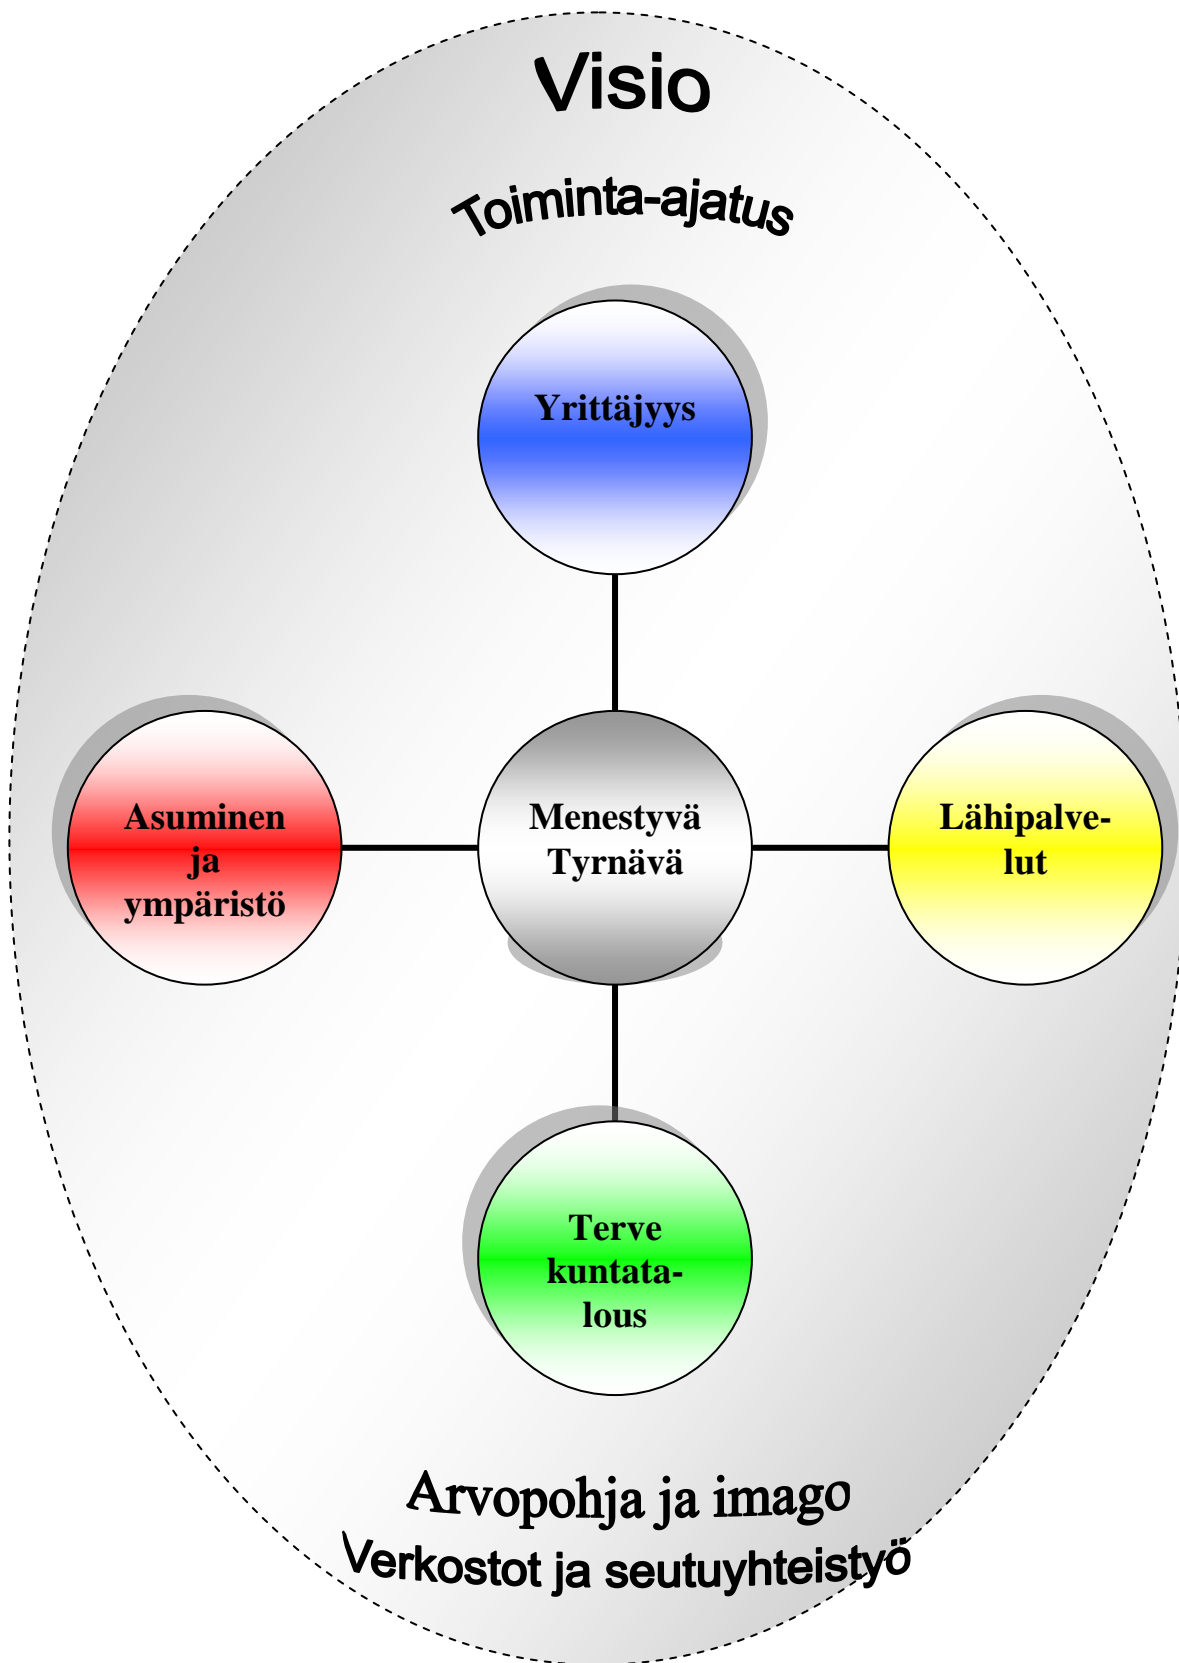 Visio
Toiminta-ajatus
Yrittäjyys
Asuminen
ja
ympäristö
Menestyvä
Tyrnävä
Lähipalve-
lut
Terve
kuntata-
lous
Arvopohja ja imago
Verkostot ja seutuyhteistyö